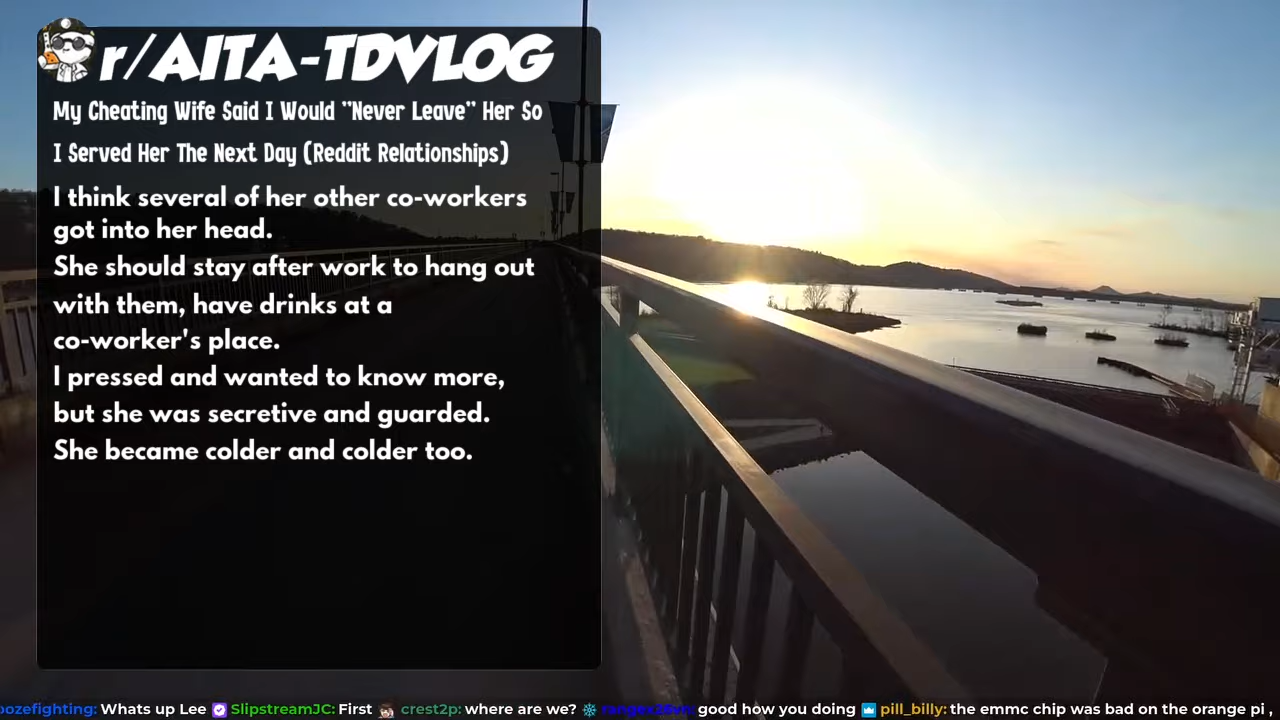 r/AITA-TDVLOG
My Cheating Wife Said I Would "Never Leave" Her So
I Served Her The Next Day (Reddit Relationships)
I think several of her other co-workers
got into her head.
She should stay after work to hang out
with them, have drinks at a
co-worker's place.
I pressed and wanted to know more,
but she was secretive and guarded.
She became colder and colder too.
oozefighting: Whats up Lee SlipstreamJC: First crest2p: where are we? good how you doing pill_billy: the emmc chip was bad on the orange pi ,